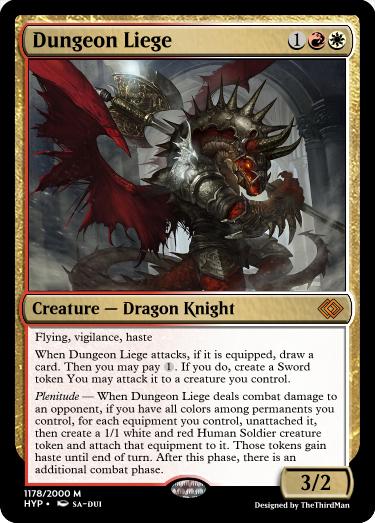 Dungeon Liege 1
Creature — Dragon Knight
Flying, vigilance, haste
When Dungeon Liege attacks, if it is equipped, draw a
card. Then you may pay 1. If you do, create a Sword
token You may attack it to a creature you control.
Plenitude — When Dungeon Liege deals combat damage to
an opponent, if you have all colors among permanents you
control, for each equipment you control, unattached it,
then create a 1/1 white and red Human Soldier creature
token and attach that equipment to it. Those tokens gain
haste until end of turn. After this phase, there is an
additional combat phase.
3/2
1178/2000 M
HYP • SA-DUI
Designed by TheThirdMan